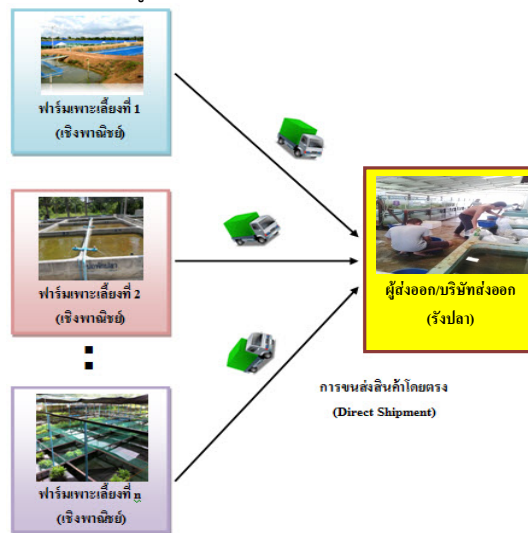 ฟาร์มเพาะเลี้ยงที่ 1
(เชิงพาณิชย์)
ฟาร์มเพาะเลี้ยงที่ 2
(เชิงพาณิชย์)
ผู้ส่งออก/บริษัทส่งออก
(รังปลา)
การขนส่งสินค้าโดยตรง
(Direct Shipment)
ฟาร์มเพาะเลี้ยงที่ n
(เชิงพาณิชย์)